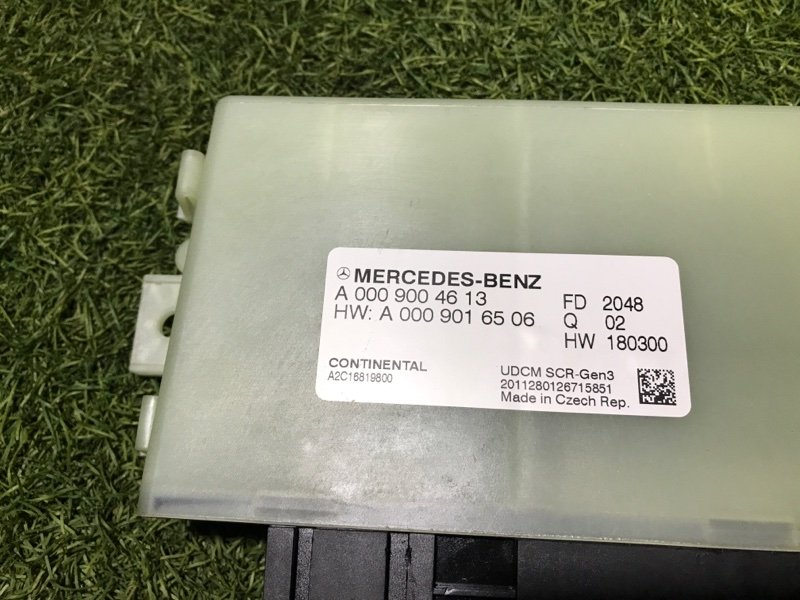 MERCEDES-BENZ
A 000 900 46 13
HW: A 000 901 65 06
FD 2048
Q 02
HW 180300
CONTINENTAL
A2C16819800
UDCM SCR-Gen3
2011280126715851
Made in Czech Rep.